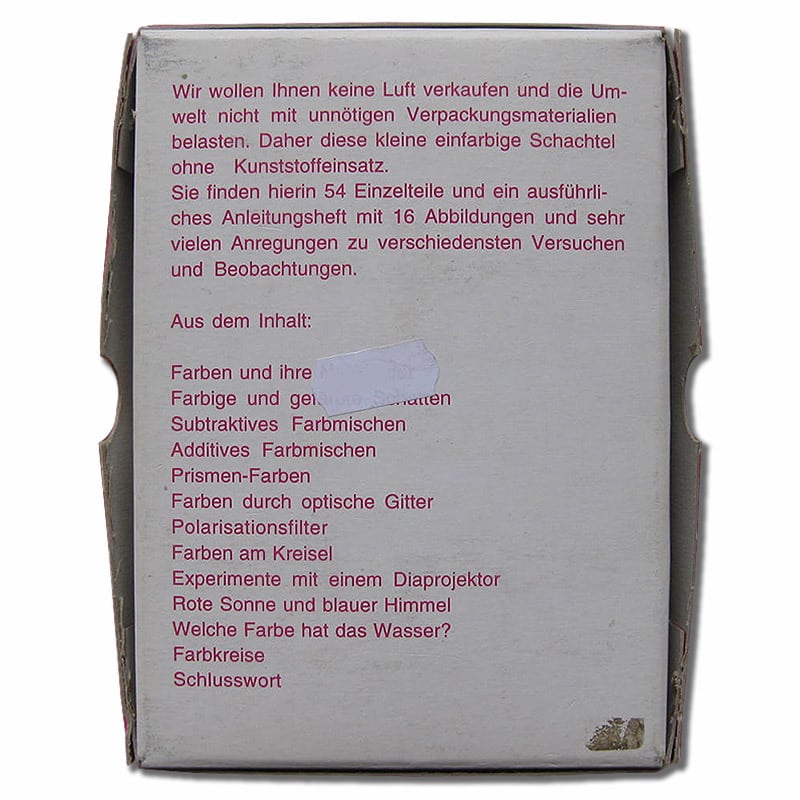 Wir wollen Ihnen keine Luft verkaufen und die Um-
welt nicht mit unnötigen Verpackungsmaterialien
belasten. Daher diese kleine einfarbige Schachtel
ohne Kunststoffeinsatz.
Sie finden hierin 54 Einzelteile und ein ausführli-
ches Anleitungsheft mit 16 Abbildungen und sehr
vielen Anregungen zu verschiedensten Versuchen
und Beobachtungen.
Aus dem Inhalt:
Farben und ihre
Farbige und Schatten
Subtraktives Farbmischen
Additives Farbmischen
Prismen-Farben
Farben durch optische Gitter
Polarisationsfilter
Farben am Kreisel
Experimente mit einem Diaprojektor
Rote Sonne und blauer Himmel
Welche Farbe hat das Wasser?
Farbkreise
Schlusswort